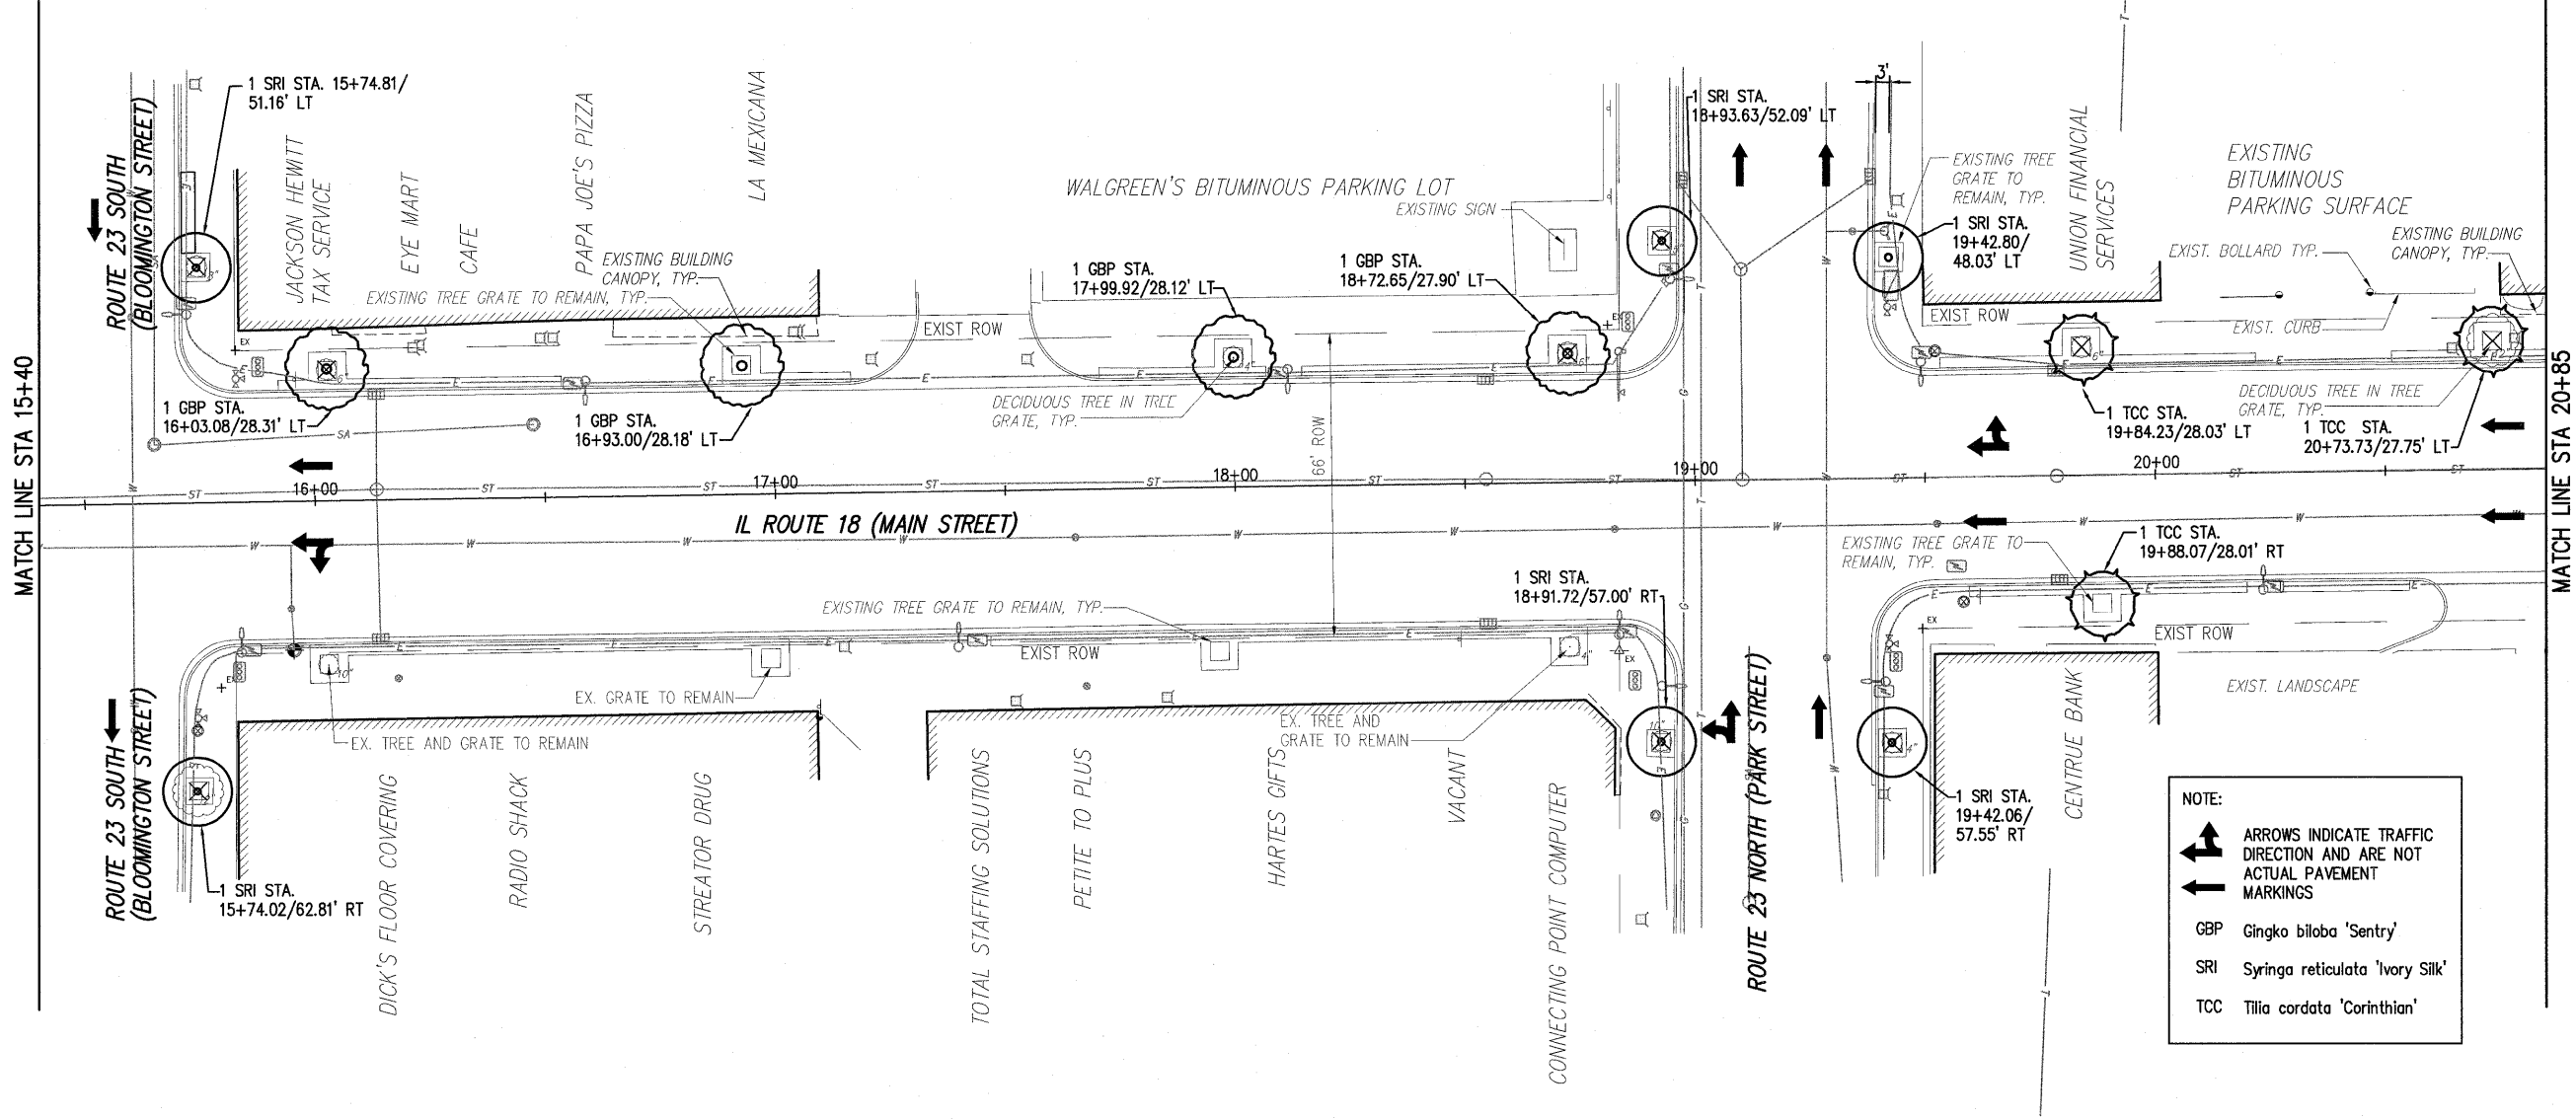 MATCH LINE STA 15+40
ROUTE 23 SOUTH
(BLOOMINGTON STREET)
1 SRI STA. 15+74.81/
51.16' LT
JACKSON HEWITT
TAX SERVICE
EYE MART
CAFE
PAPA JOE'S PIZZA
LA MEXICANA
EXISTING BUILDING
CANOPY, TYP.
EXISTING TREE GRATE TO REMAIN, TYP.
1 GBP STA.
16+03.08/28.31' LT
1 GBP STA.
16+93.00/28.18' LT
EXIST ROW
WALGREEN'S BITUMINOUS PARKING LOT
EXISTING SIGN
1 GBP STA.
17+99.92/28.12' LT
1 GBP STA.
18+72.65/27.90' LT
DECIDUOUS TREE IN TREE
GRATE, TYP.
66' ROW
1 SRI STA.
18+93.63/52.09' LT
3'
EXISTING TREE
GRATE TO
REMAIN, TYP.
1 SRI STA.
19+42.80/
48.03' LT
UNION FINANCIAL
SERVICES
EXISTING
BITUMINOUS
PARKING SURFACE
EXIST. BOLLARD TYP.
EXISTING BUILDING
CANOPY, TYP.
EXIST ROW
EXIST. CURB
DECIDUOUS TREE IN TREE
GRATE, TYP.
1 TCC STA.
19+84.23/28.03' LT
1 TCC STA.
20+73.73/27.75' LT
MATCH LINE STA 20+85
16+00
17+00
18+00
19+00
20+00
IL ROUTE 18 (MAIN STREET)
EXISTING TREE GRATE TO
REMAIN, TYP.
1 TCC STA.
19+88.07/28.01' RT
1 SRI STA.
18+91.72/57.00' RT
EXISTING TREE GRATE TO REMAIN, TYP.
EXIST ROW
EX. GRATE TO REMAIN
EX. TREE AND GRATE TO REMAIN
EX. TREE AND
GRATE TO REMAIN
EXIST ROW
EXIST. LANDSCAPE
ROUTE 23 SOUTH
(BLOOMINGTON STREET)
1 SRI STA.
15+74.02/62.81' RT
DICK'S FLOOR COVERING
RADIO SHACK
STREATOR DRUG
TOTAL STAFFING SOLUTIONS
PETITE TO PLUS
HARTES GIFTS
VACANT
CONNECTING POINT COMPUTER
ROUTE 23 NORTH (PARK STREET)
1 SRI STA.
19+42.06/
57.55' RT
CENTRUE BANK
NOTE:
ARROWS INDICATE TRAFFIC
DIRECTION AND ARE NOT
ACTUAL PAVEMENT
MARKINGS
GBP Gingko biloba 'Sentry'
SRI Syringa reticulata 'Ivory Silk'
TCC Tilia cordata 'Corinthian'